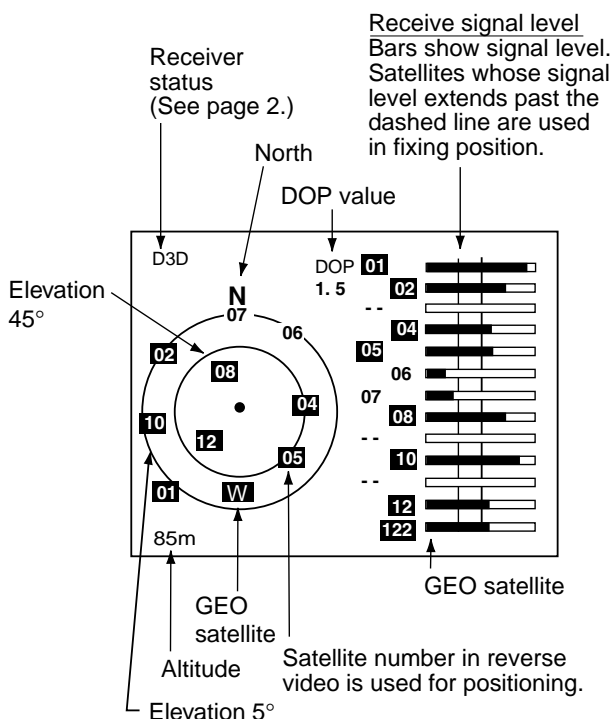 Receive signal level
Bars show signal level.
Satellites whose signal
level extends past the
dashed line are used
in fixing position.
Receiver
status
(See page 2.)
North
DOP value
D3D
DOP
1. 5
Elevation
45°
N
07
06
02
08
04
10
12
05
01
W
85m
01
02
- -
04
05
06
07
08
- -
10
- -
12
122
GEO satellite
GEO
satellite
Altitude
Satellite number in reverse
video is used for positioning.
Elevation 5°